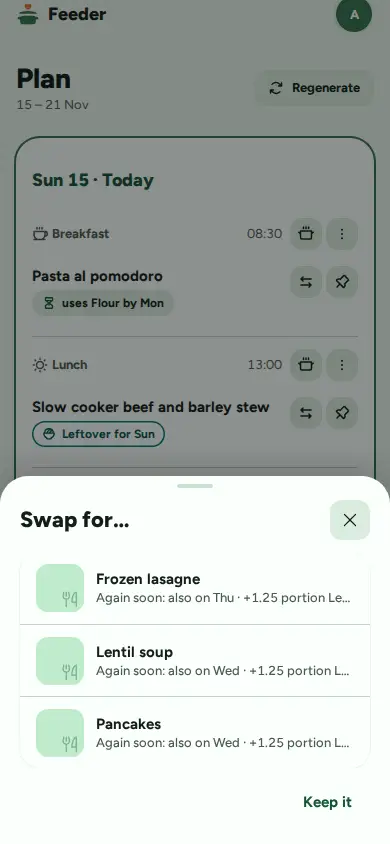 Feeder
A
Plan
15 – 21 Nov
Regenerate
Sun 15 · Today
Breakfast
08:30
Pasta al pomodoro
uses Flour by Mon
Lunch
13:00
Slow cooker beef and barley stew
Leftover for Sun
Swap for...
Frozen lasagne
Again soon: also on Thu · +1.25 portion Le...
Lentil soup
Again soon: also on Wed · +1.25 portion L...
Pancakes
Again soon: also on Wed · +1.25 portion L...
Keep it